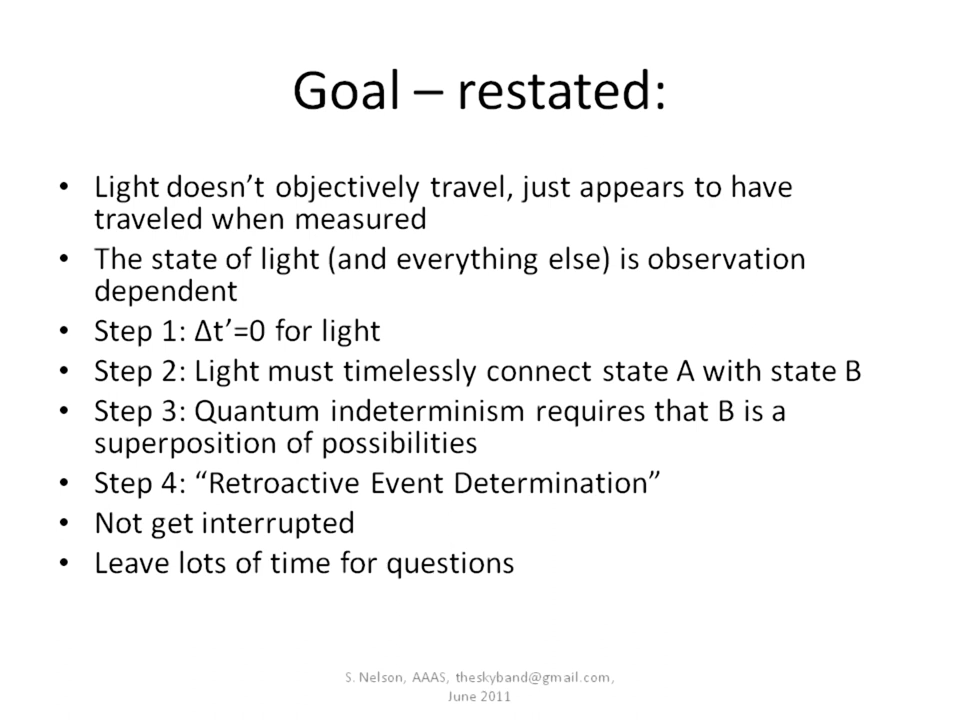 Goal – restated:
• Light doesn’t objectively travel, just appears to have
traveled when measured
• The state of light (and everything else) is observation
dependent
• Step 1: Δt’=0 for light
• Step 2: Light must timelessly connect state A with state B
• Step 3: Quantum indeterminism requires that B is a
superposition of possibilities
• Step 4: “Retroactive Event Determination”
• Not get interrupted
• Leave lots of time for questions
S. Nelson, AAAS, theskyband@gmail.com,
June 2011